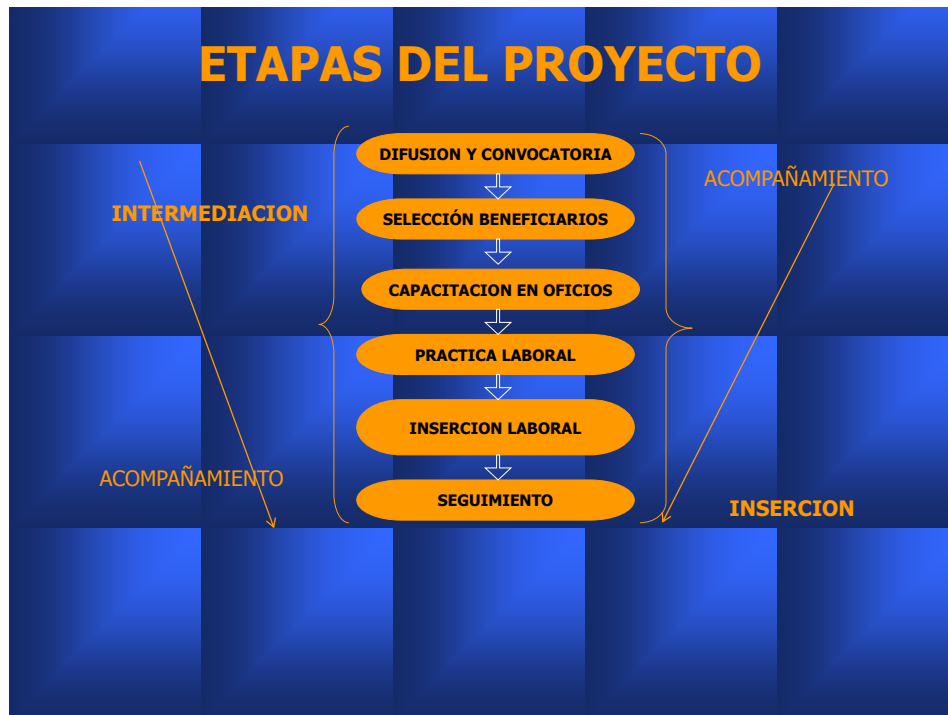 ETAPAS DEL PROYECTO
DIFUSION Y CONVOCATORIA
ACOMPAÑAMIENTO
INTERMEDIACION
SELECCIÓN BENEFICIARIOS
CAPACITACION EN OFICIOS
PRACTICA LABORAL
INSERCION LABORAL
ACOMPAÑAMIENTO
SEGUIMIENTO
INSERCION